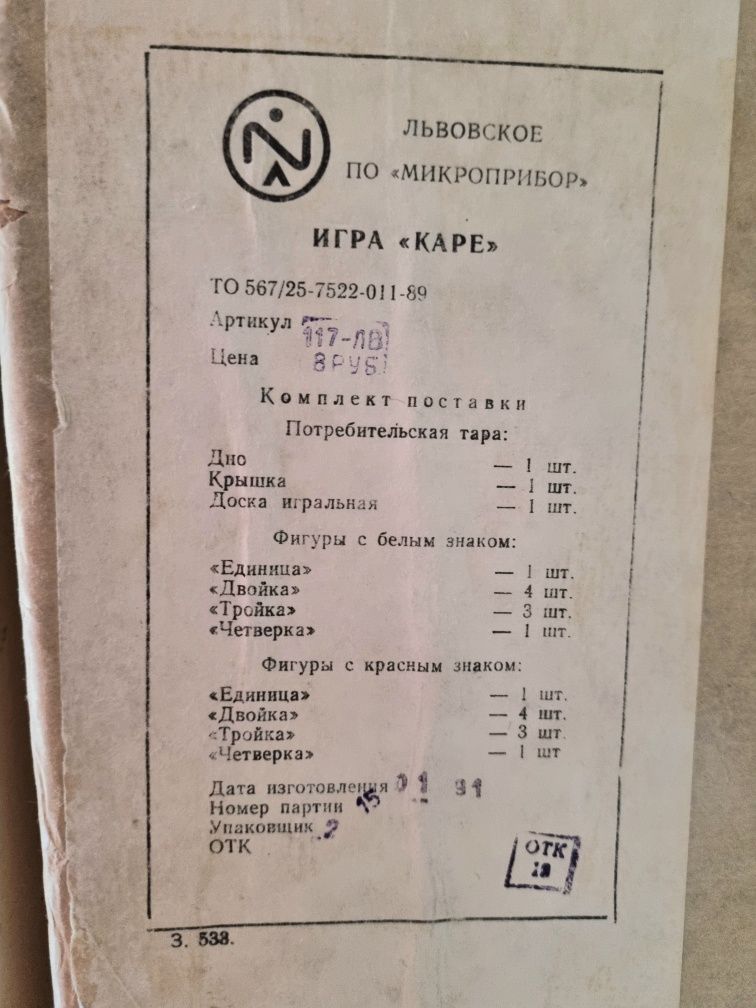 ЛЬВОВСКОЕ
ПО «МИКРОПРИБОР»
ИГРА «КАРЕ»
ТО 567/25-7522-011-89
Артикул 117-ЛВ
Цена 8 РУБ
Комплект поставки
Потребительская тара:
Дно — 1 шт.
Крышка — 1 шт.
Доска игральная — 1 шт.
Фигуры с белым знаком:
«Единица» — 1 шт.
«Двойка» — 4 шт.
«Тройка» — 3 шт.
«Четверка» — 1 шт.
Фигуры с красным знаком:
«Единица» — 1 шт.
«Двойка» — 4 шт.
«Тройка» — 3 шт.
«Четверка» — 1 шт
Дата изготовления 01 91
Номер партии 15
Упаковщик 2
ОТК
ОТК
З. 533.